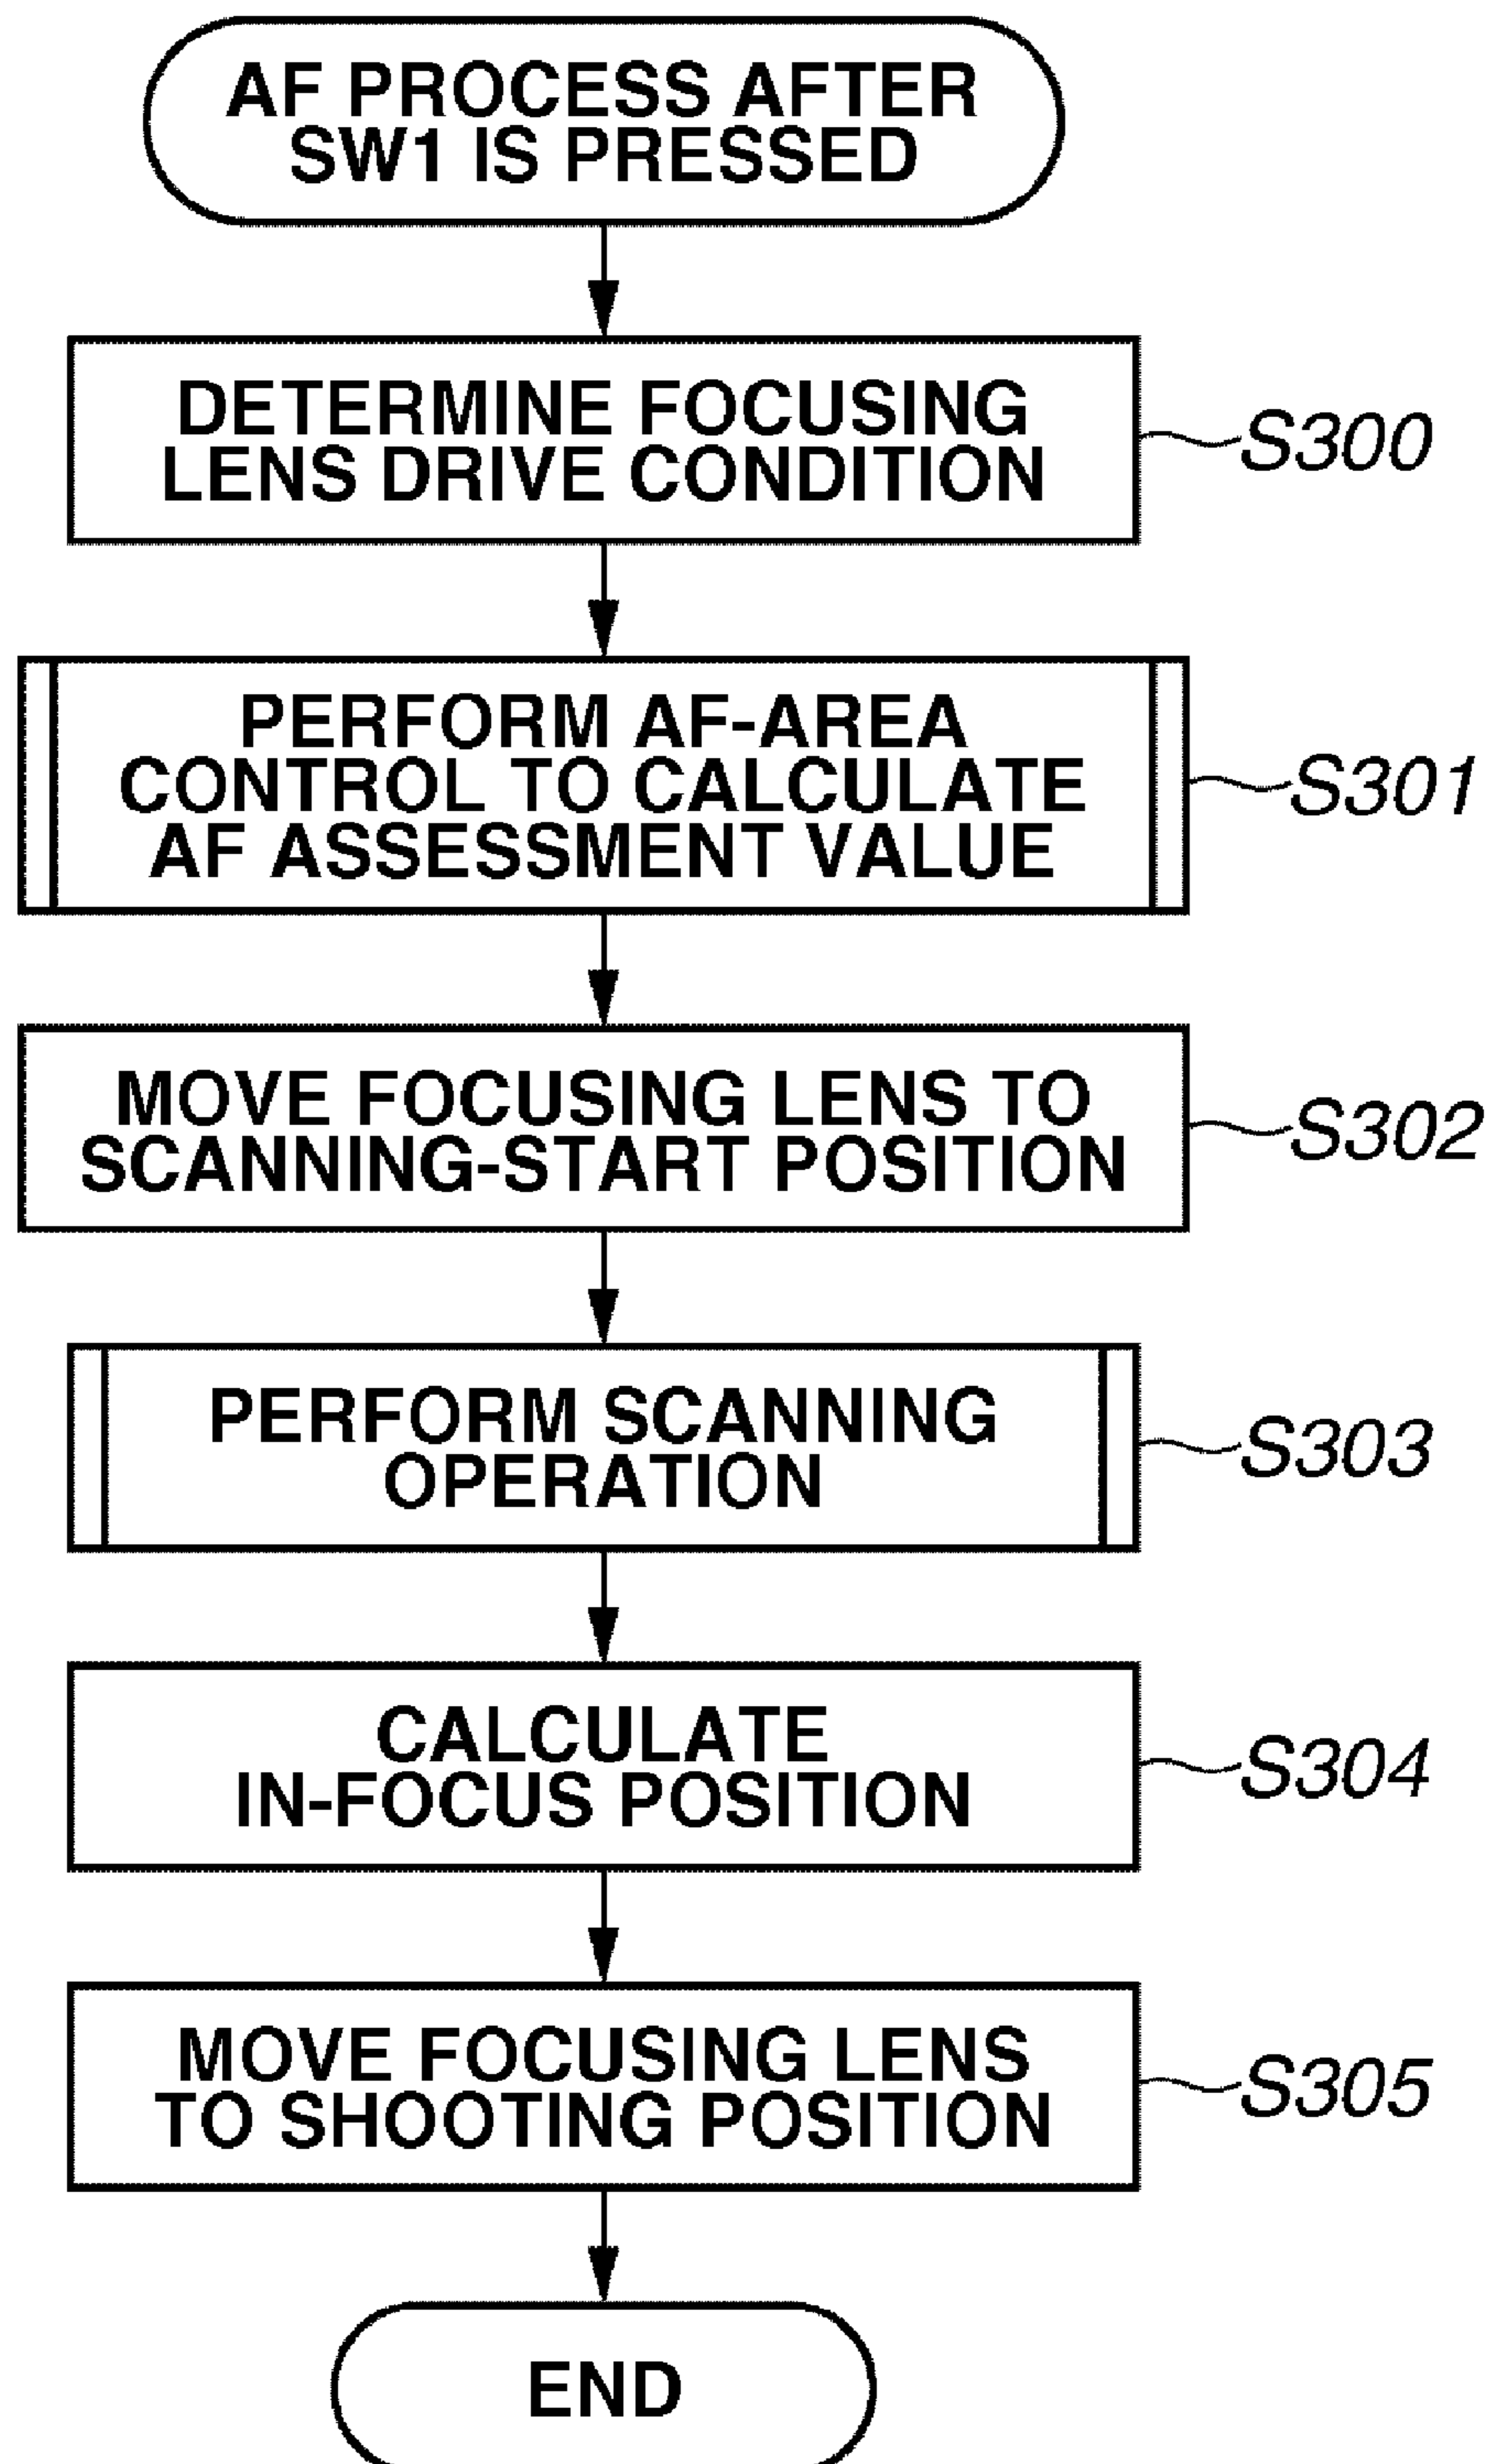 AF PROCESS AFTER
SW1 IS PRESSED
DETERMINE FOCUSING
LENS DRIVE CONDITION
S300
PERFORM AF-AREA
CONTROL TO CALCULATE
AF ASSESSMENT VALUE
S301
MOVE FOCUSING LENS TO
SCANNING-START POSITION
S302
PERFORM SCANNING
OPERATION
S303
CALCULATE
IN-FOCUS POSITION
S304
MOVE FOCUSING LENS
TO SHOOTING POSITION
S305
END